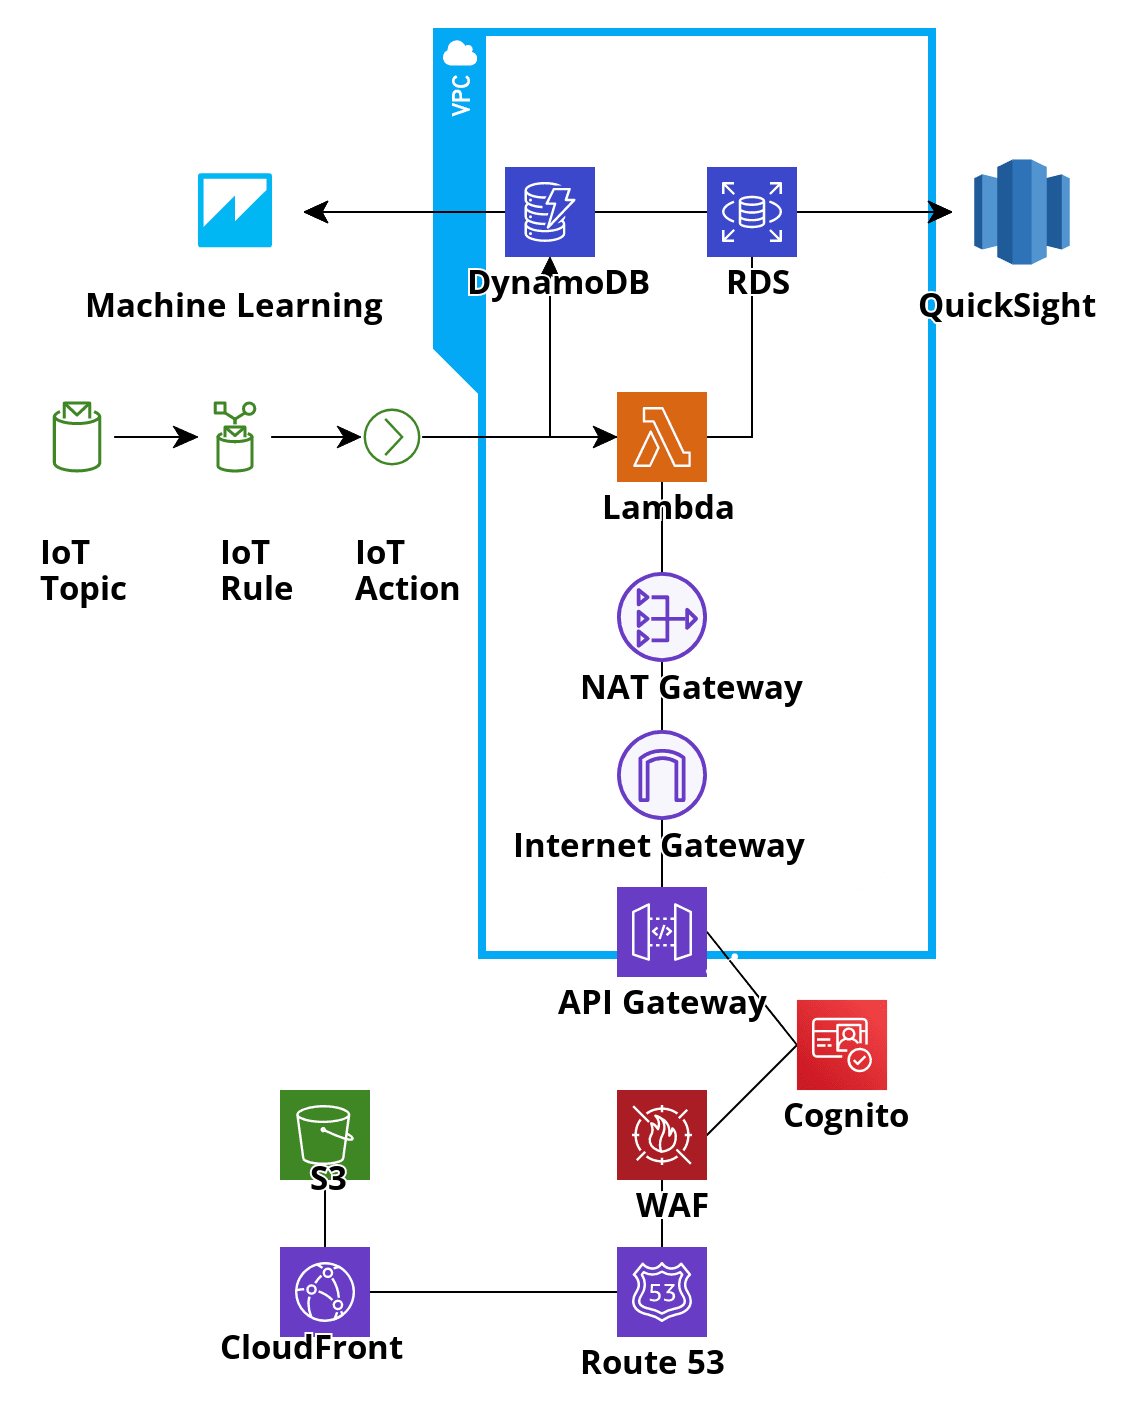 VPC
DynamoDB
RDS
Machine Learning
QuickSight
Lambda
IoT
Topic
IoT
Rule
IoT
Action
NAT Gateway
Internet Gateway
API Gateway
Cognito
S3
WAF
53
CloudFront
Route 53